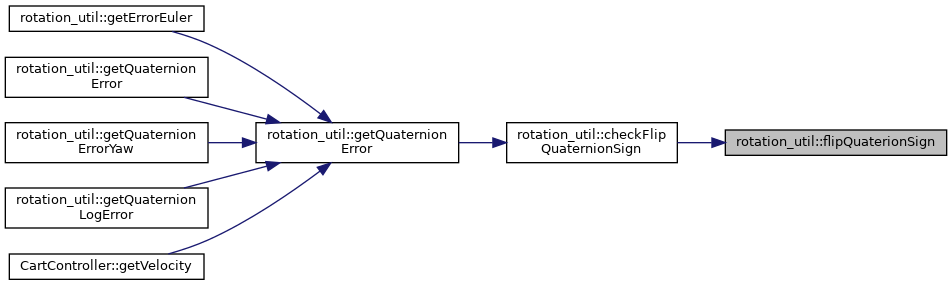 rotation_util::getErrorEuler
rotation_util::getQuaternion
Error
rotation_util::getQuaternion
ErrorYaw
rotation_util::getQuaternion
LogError
CartController::getVelocity
rotation_util::getQuaternion
Error
rotation_util::checkFlip
QuaternionSign
rotation_util::flipQuaterionSign